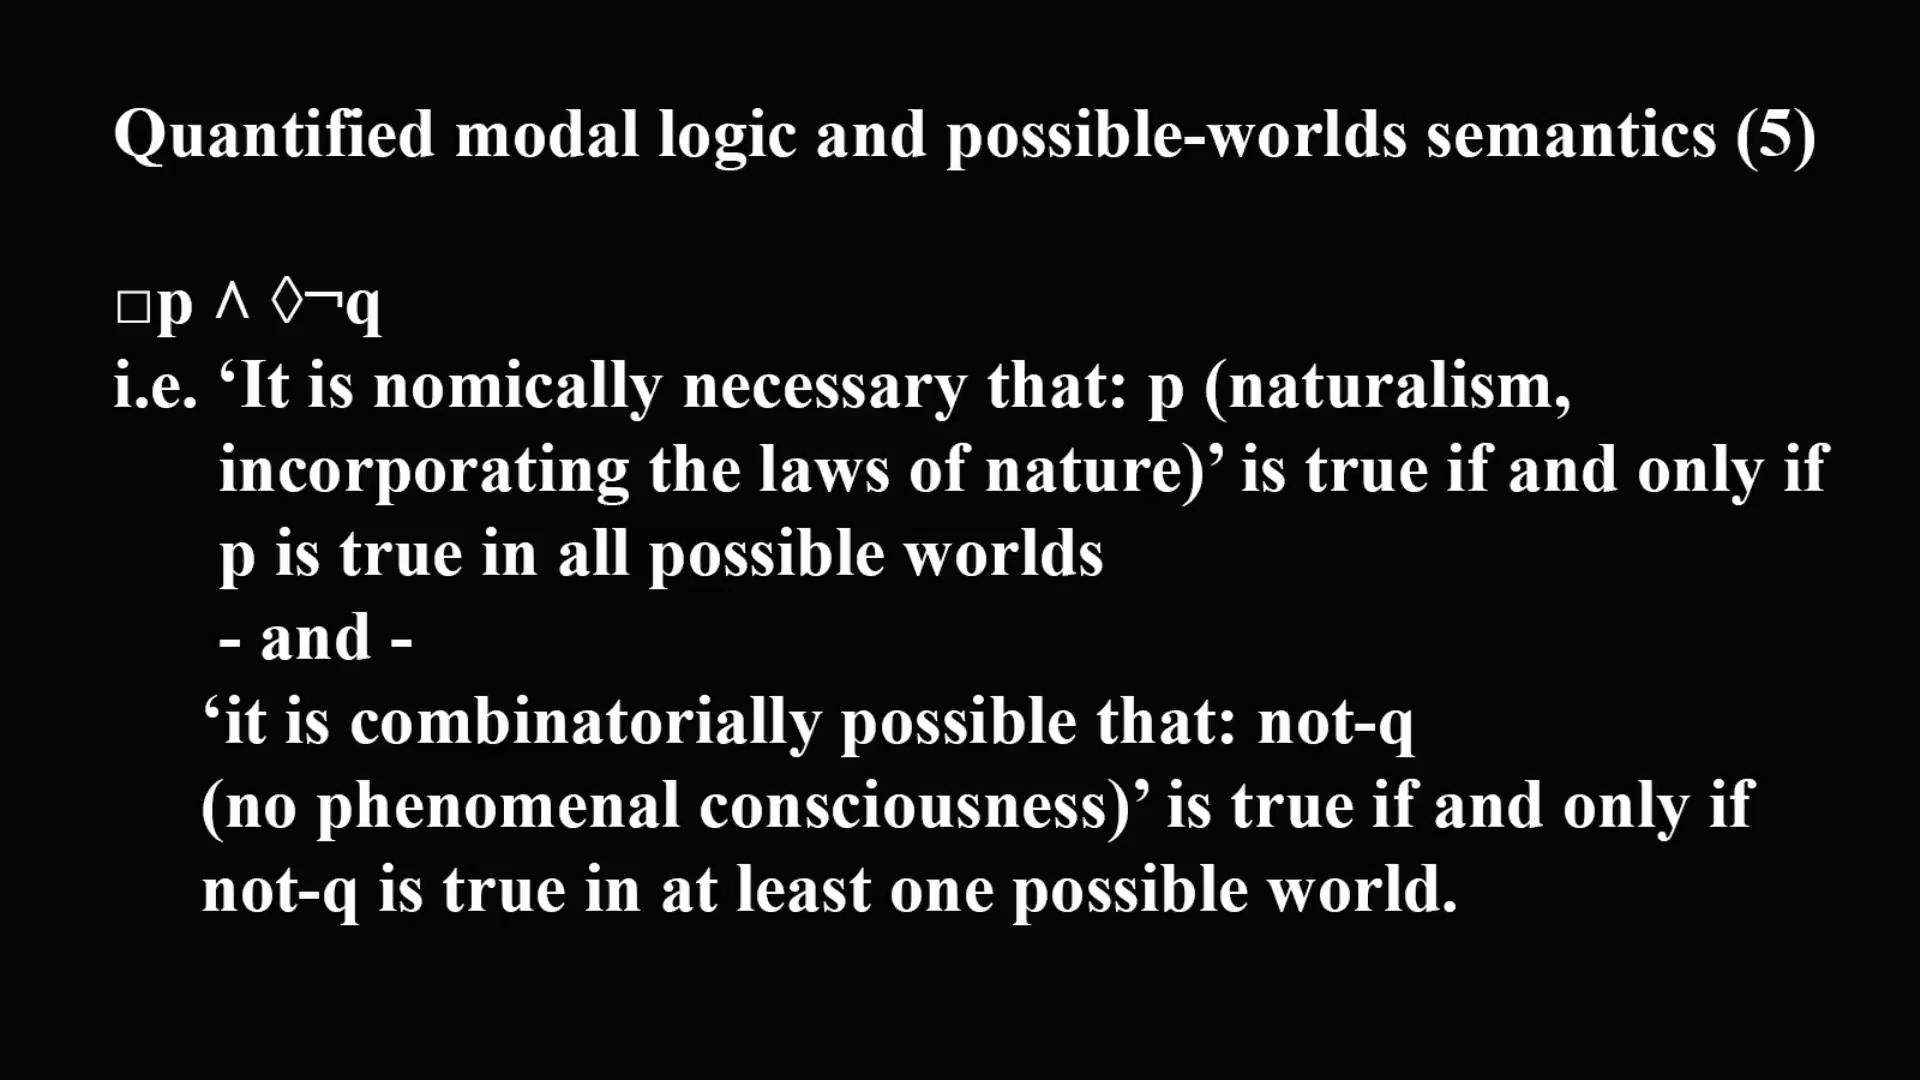 Quantified modal logic and possible-worlds semantics (5)
□p ∧ ◊¬q
i.e. ‘It is nomically necessary that: p (naturalism,
incorporating the laws of nature)’ is true if and only if
p is true in all possible worlds
- and -
‘it is combinatorially possible that: not-q
(no phenomenal consciousness)’ is true if and only if
not-q is true in at least one possible world.